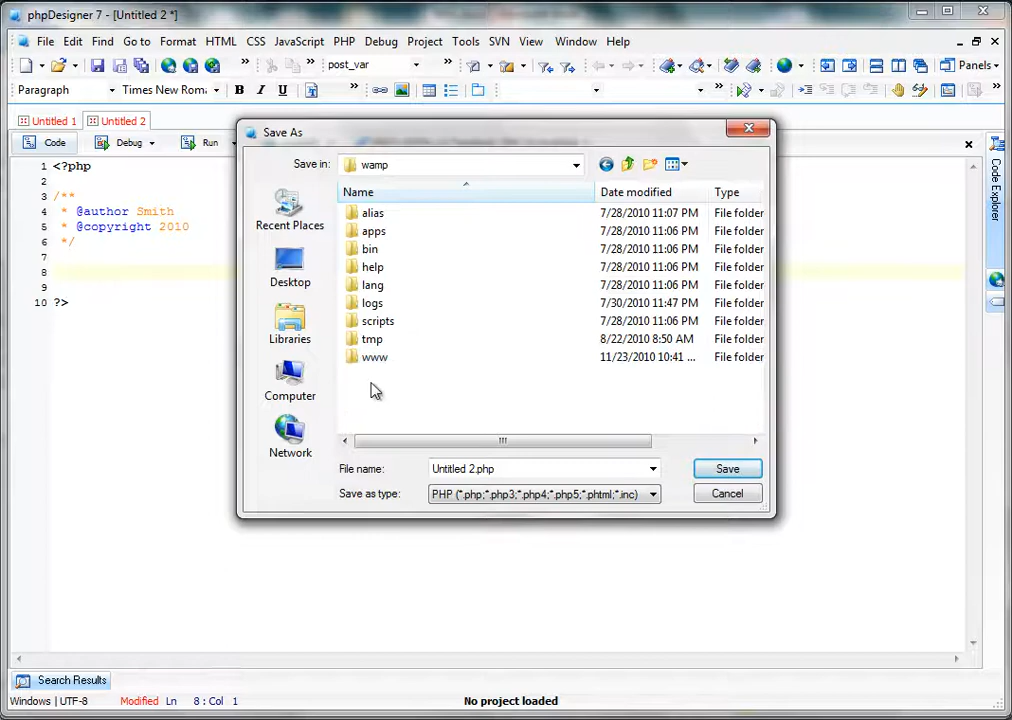 phpDesigner 7 - [Untitled 2 *]
File Edit Find Go to Format HTML CSS JavaScript PHP Debug Project Tools SVN View Window Help
post_var Panels
Paragraph Times New Roma B I U
Untitled 1 Untitled 2
Code Debug Run
1 <?php
2
3 /**
4 * @author Smith
5 * @copyright 2010
6 */
7
8
9
10 ?>
Code Explorer
Save As
Save in: wamp
Name Date modified Type
alias 7/28/2010 11:07 PM File folder
apps 7/28/2010 11:06 PM File folder
bin 7/28/2010 11:06 PM File folder
help 7/28/2010 11:06 PM File folder
lang 7/28/2010 11:06 PM File folder
logs 7/30/2010 11:47 PM File folder
scripts 7/28/2010 11:06 PM File folder
tmp 8/22/2010 8:50 AM File folder
www 11/23/2010 10:41 ... File folder
Recent Places
Desktop
Libraries
Computer
Network
File name: Untitled 2.php Save
Save as type: PHP (*.php;*.php3;*.php4;*.php5;*.phtml;*.inc) Cancel
Search Results
Windows | UTF-8 Modified Ln 8 : Col 1 No project loaded